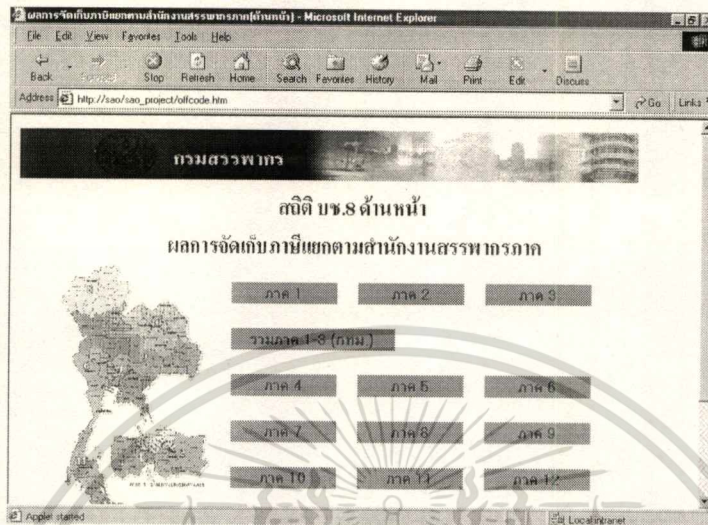 ผลการจัดเก็บภาษีแยกตามสำนักงานสรรพากรภาค(ด้านหน้า) - Microsoft Internet Explorer
File Edit View Favorites Tools Help
Back Stop Refresh Home Search Favorites History Mail Print Edit Discuss
Address http://sao/sao_project/offcode.htm Go Links
กรมสรรพากร
สถิติ บช.8 ด้านหน้า
ผลการจัดเก็บภาษีแยกตามสำนักงานสรรพากรภาค
ภาค 1 ภาค 2 ภาค 3
รวมภาค 1-3 (กทม.)
ภาค 4 ภาค 5 ภาค 6
ภาค 7 ภาค 8 ภาค 9
ภาค 10 ภาค 11 ภาค 12
Applet started Local intranet